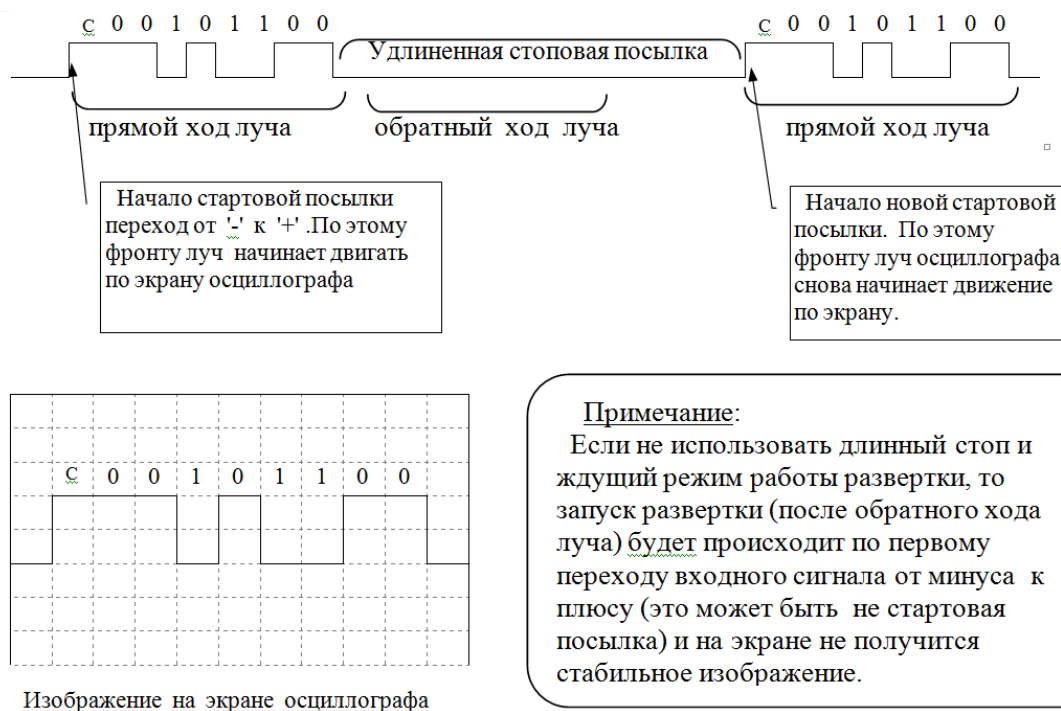 С 0 0 1 0 1 1 0 0
С 0 0 1 0 1 1 0 0
Удлиненная стоповая посылка
прямой ход луча
обратный ход луча
прямой ход луча
Начало стартовой посылки
переход от '-' к '+' .По этому
фронту луч начинает двигать
по экрану осциллографа
Начало новой стартовой
посылки. По этому
фронту луч осциллографа
снова начинает движение
по экрану.
С 0 0 1 0 1 1 0 0
Изображение на экране осциллографа
Примечание:
Если не использовать длинный стоп и
ждущий режим работы развертки, то
запуск развертки (после обратного хода
луча) будет происходит по первому
переходу входного сигнала от минуса к
плюсу (это может быть не стартовая
посылка) и на экране не получится
стабильное изображение.